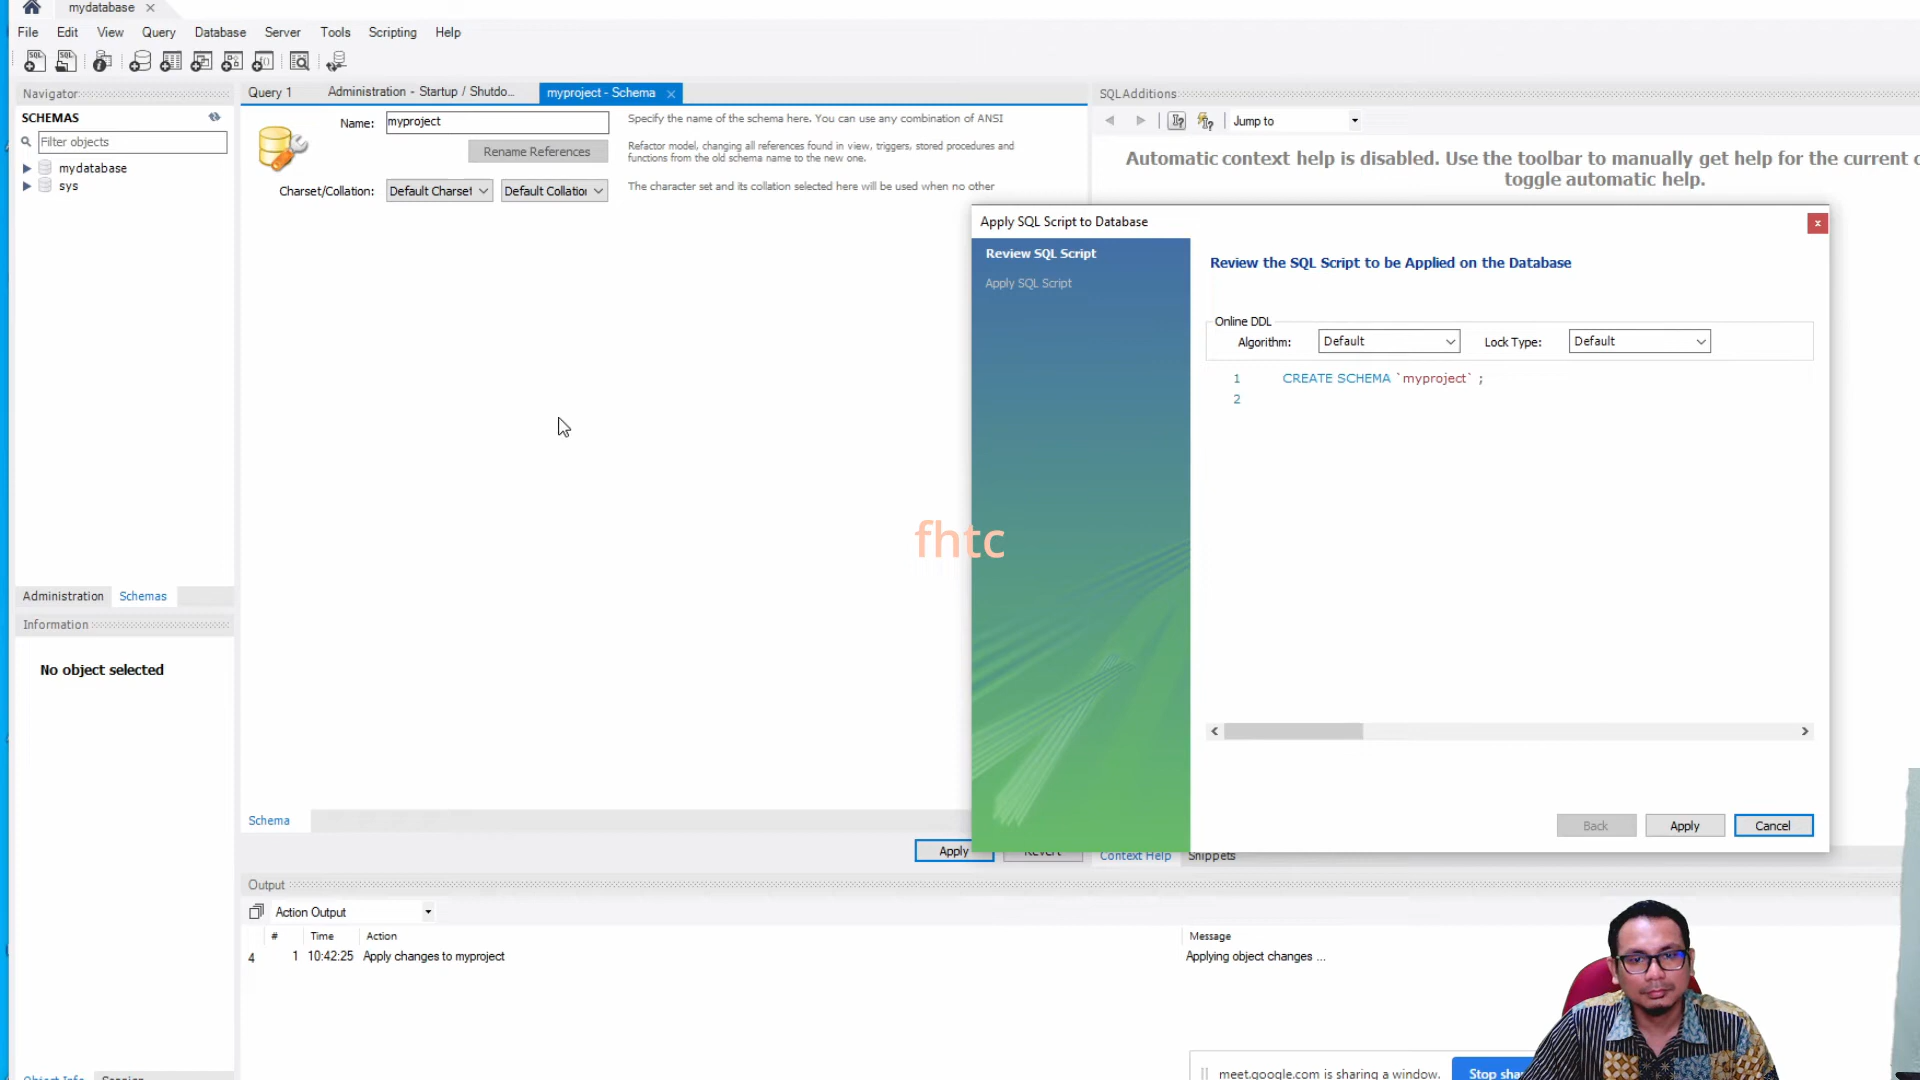 mydatabase
File Edit View Query Database Server Tools Scripting Help
Navigator
SCHEMAS
Filter objects
mydatabase
sys
Administration Schemas
Information
No object selected
Query 1 Administration - Startup / Shutdo... myproject - Schema
Name: myproject
Specify the name of the schema here. You can use any combination of ANSI
Rename References
Refactor model, changing all references found in view, triggers, stored procedures and
functions from the old schema name to the new one.
Charset/Collation: Default Charset Default Collation
The character set and its collation selected here will be used when no other
Schema
Apply Revert
SQLAdditions
Jump to
Automatic context help is disabled. Use the toolbar to manually get help for the current
toggle automatic help.
Apply SQL Script to Database
Review SQL Script
Apply SQL Script
Review the SQL Script to be Applied on the Database
Online DDL
Algorithm: Default Lock Type: Default
1 CREATE SCHEMA `myproject` ;
2
Back Apply Cancel
Context Help Snippets
fhtc
Output
Action Output
# Time Action Message
4 1 10:42:25 Apply changes to myproject Applying object changes ...
Object Info Session
meet.google.com is sharing a window. Stop sha